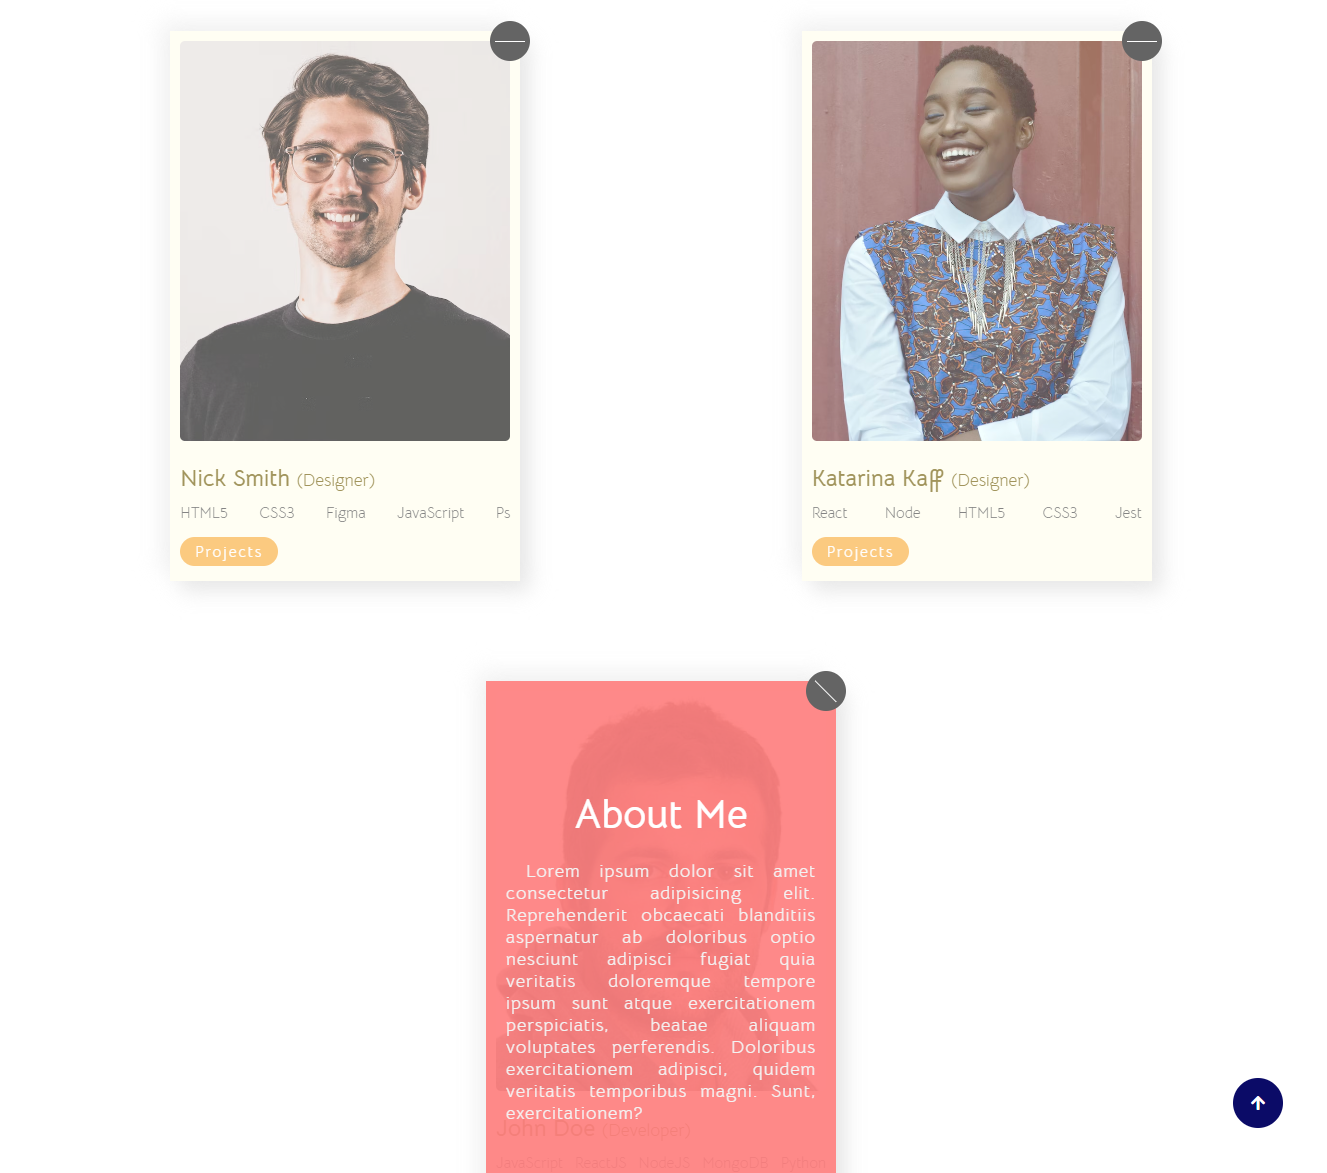 Nick Smith (Designer)
HTML5 CSS3 Figma JavaScript Ps
Projects
Katarina Kaff (Designer)
React Node HTML5 CSS3 Jest
Projects
About Me
Lorem ipsum dolor sit amet
consectetur adipisicing elit.
Reprehenderit obcaecati blanditiis
aspernatur ab doloribus optio
nesciunt adipisci fugiat quia
veritatis doloremque tempore
ipsum sunt atque exercitationem
perspiciatis, beatae aliquam
voluptates perferendis. Doloribus
exercitationem adipisci, quidem
veritatis temporibus magni. Sunt,
exercitationem?
John Doe (Developer)
JavaScript ReactJS NodeJS MongoDB Python